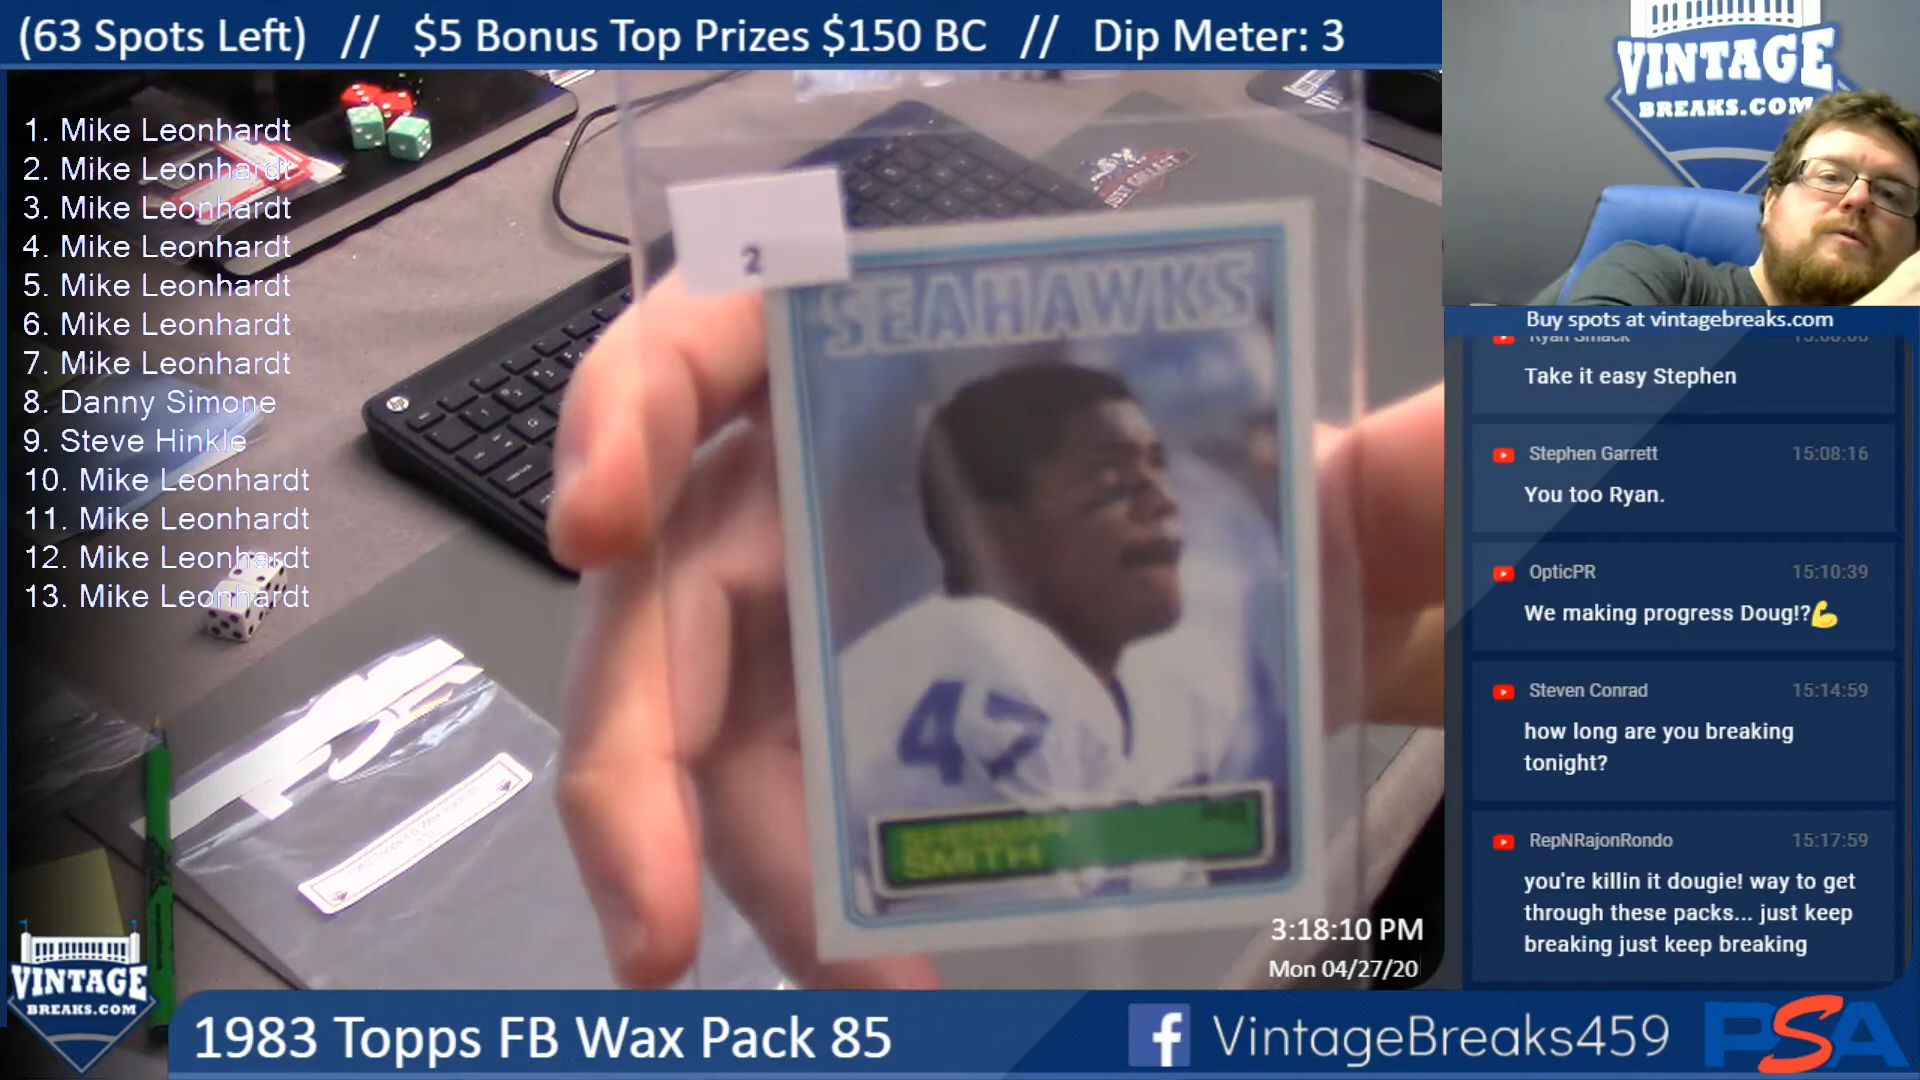 (63 Spots Left) // $5 Bonus Top Prizes $150 BC // Dip Meter: 3
VINTAGE
BREAKS.COM
1. Mike Leonhardt
2. Mike Leonhardt
3. Mike Leonhardt
4. Mike Leonhardt
5. Mike Leonhardt
6. Mike Leonhardt
7. Mike Leonhardt
8. Danny Simone
9. Steve Hinkle
10. Mike Leonhardt
11. Mike Leonhardt
12. Mike Leonhardt
13. Mike Leonhardt
JUST COLLECT
hp
2
SEAHAWKS
47
SHERMAN
SMITH
Buy spots at vintagebreaks.com
Ryan Smack
Take it easy Stephen
Stephen Garrett 15:08:16
You too Ryan.
OpticPR 15:10:39
We making progress Doug!?💪
Steven Conrad 15:14:59
how long are you breaking
tonight?
RepNRajonRondo 15:17:59
you're killin it dougie! way to get
through these packs... just keep
breaking just keep breaking
3:18:10 PM
Mon 04/27/20
VINTAGE
BREAKS.COM
1983 Topps FB Wax Pack 85
f VintageBreaks459
PSA